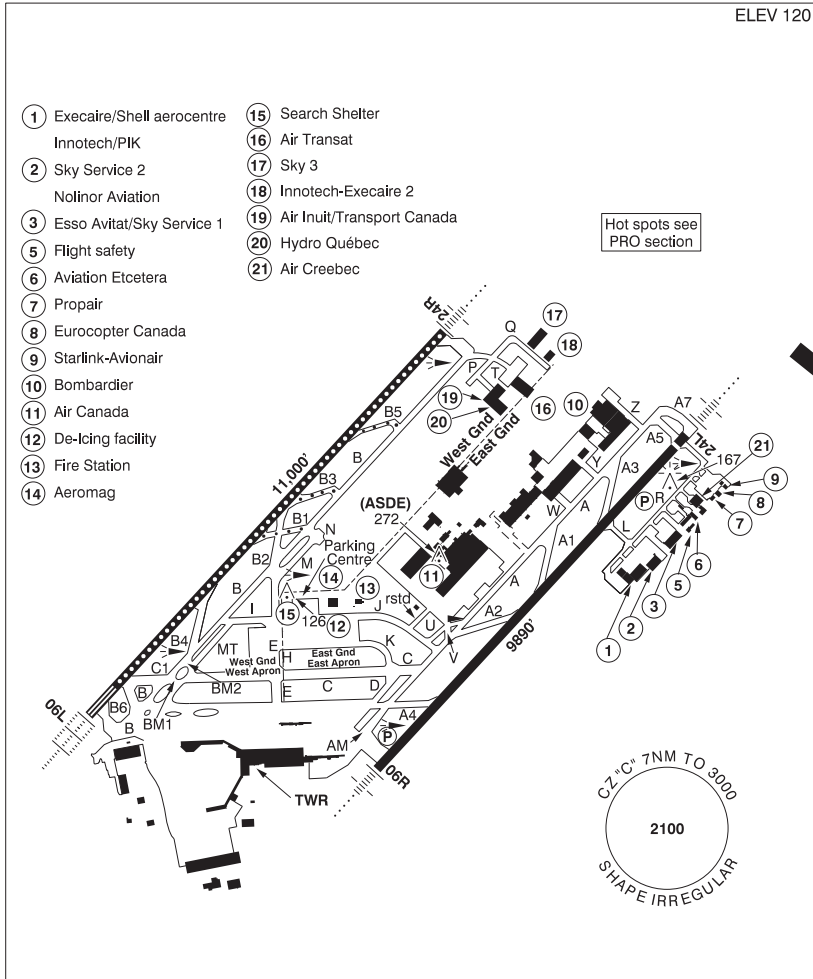 ELEV 120
1 Execaire/Shell aerocentre
Innotech/PIK
2 Sky Service 2
Nolinor Aviation
3 Esso Avitat/Sky Service 1
5 Flight safety
6 Aviation Etcetera
7 Propair
8 Eurocopter Canada
9 Starlink-Avionair
10 Bombardier
11 Air Canada
12 De-Icing facility
13 Fire Station
14 Aeromag
15 Search Shelter
16 Air Transat
17 Sky 3
18 Innotech-Execaire 2
19 Air Inuit/Transport Canada
20 Hydro Québec
21 Air Creebec
Hot spots see
PRO section
24R
Q
17
18
P
T
19
20
16
10
Z
A7
B5
B
West Gnd
East Gnd
A5
24L
21
11,000'
Y
A3
167
B3
(ASDE)
272
W
A
P
R
9
8
7
B1
N
Parking
Centre
L
6
5
3
2
1
B2
M
14
13
11
A1
A
B
I
15
126
12
J
rstd
U
A2
9890'
B4
MT
E
H
East Gnd
East Apron
K
C
V
C1
West Gnd
West Apron
BM2
B
B6
BM1
E
C
D
06L
B
A4
P
AM
TWR
06R
CZ "C" 7NM TO 3000
2100
SHAPE IRREGULAR